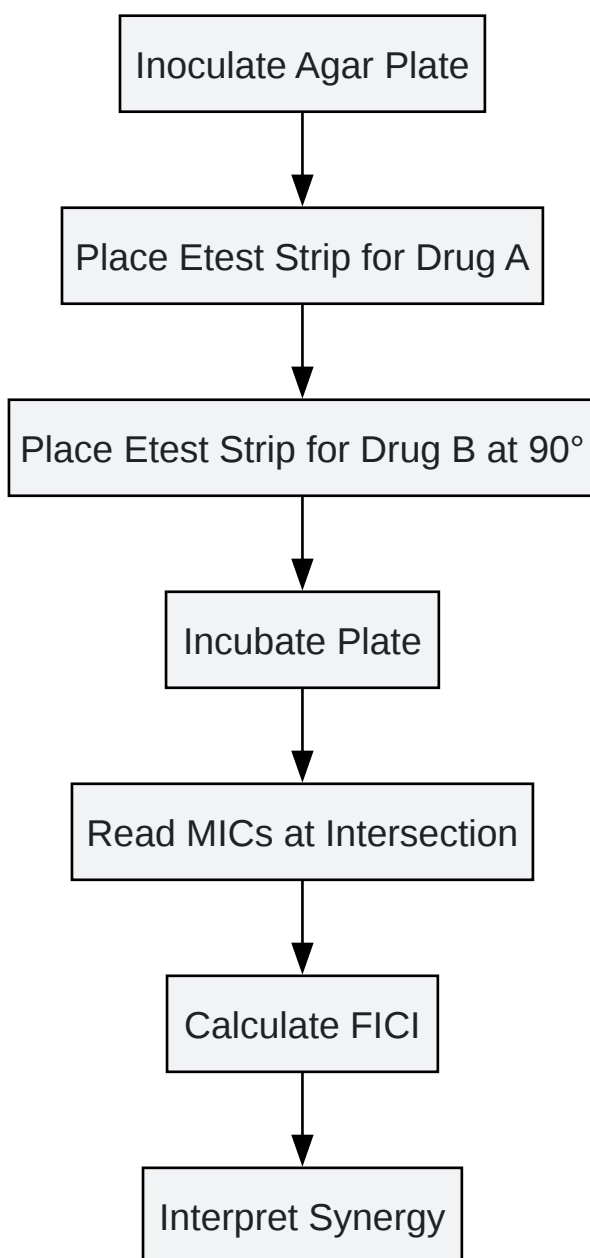 Inoculate Agar Plate
Place Etest Strip for Drug A
Place Etest Strip for Drug B at 90°
Incubate Plate
Read MICs at Intersection
Calculate FICI
Interpret Synergy